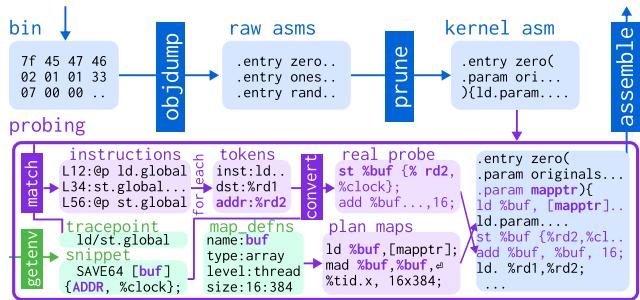 bin
raw asms
kernel asm
7f 45 47 46
02 01 01 33
07 00 00 ..
objdump
.entry zero..
.entry ones..
.entry rand..
prune
.entry zero(
.param ori...
){ld.param....
assemble
probing
match
instructions
L12:@p ld.global
L34:st.global...
L56:@p st.global
for each
tokens
inst:ld..
dst:%rd1
addr:%rd2
convert
real probe
st %buf {% rd2,
%clock};
add %buf...,16;
getenv
tracepoint
ld/st.global
snippet
SAVE64 [buf]
{ADDR, %clock};
map_defns
name:buf
type:array
level:thread
size:16:384
plan maps
ld %buf,[mapptr];
mad %buf,%buf,⏎
%tid.x, 16x384;
.entry zero(
.param originals...
.param mapptr){
ld %buf, [mapptr]..
ld.param....
st %buf {%rd2,%cl..
add %buf, %buf, 16;
ld. %rd1,%rd2;
...